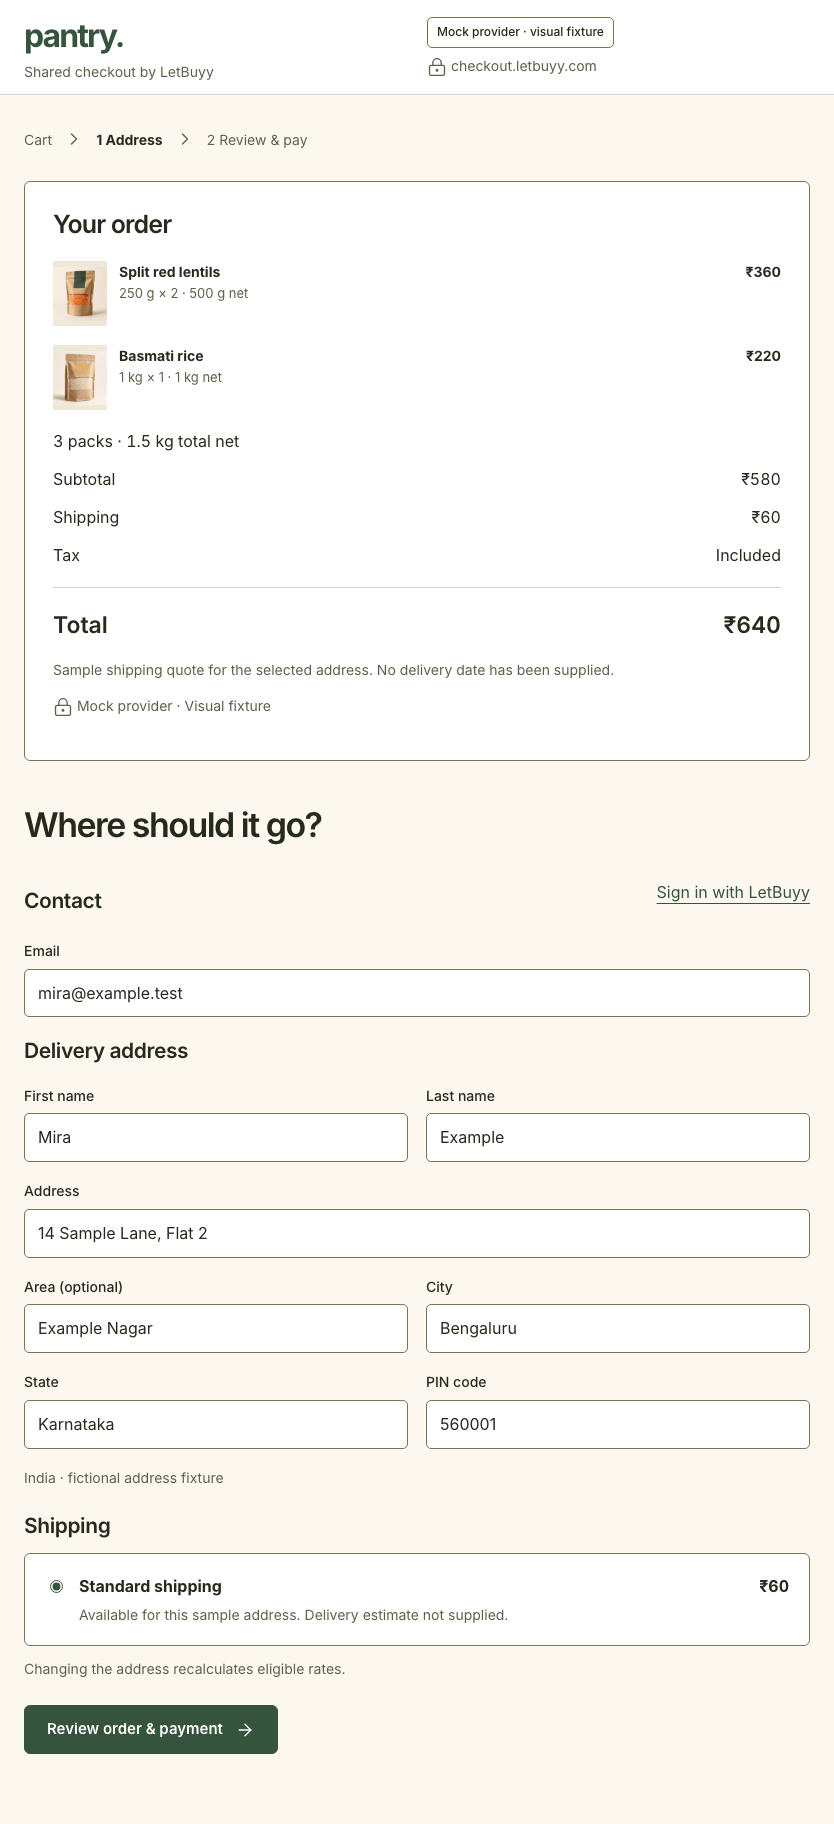 pantry.
Shared checkout by LetBuyy
Mock provider · visual fixture
checkout.letbuyy.com
Cart
1 Address
2 Review & pay
Your order
Split red lentils ₹360
250 g × 2 · 500 g net
Basmati rice ₹220
1 kg × 1 · 1 kg net
3 packs · 1.5 kg total net
Subtotal ₹580
Shipping ₹60
Tax Included
Total ₹640
Sample shipping quote for the selected address. No delivery date has been supplied.
Mock provider · Visual fixture
Where should it go?
Contact
Sign in with LetBuyy
Email
mira@example.test
Delivery address
First name
Mira
Last name
Example
Address
14 Sample Lane, Flat 2
Area (optional)
Example Nagar
City
Bengaluru
State
Karnataka
PIN code
560001
India · fictional address fixture
Shipping
Standard shipping ₹60
Available for this sample address. Delivery estimate not supplied.
Changing the address recalculates eligible rates.
Review order & payment